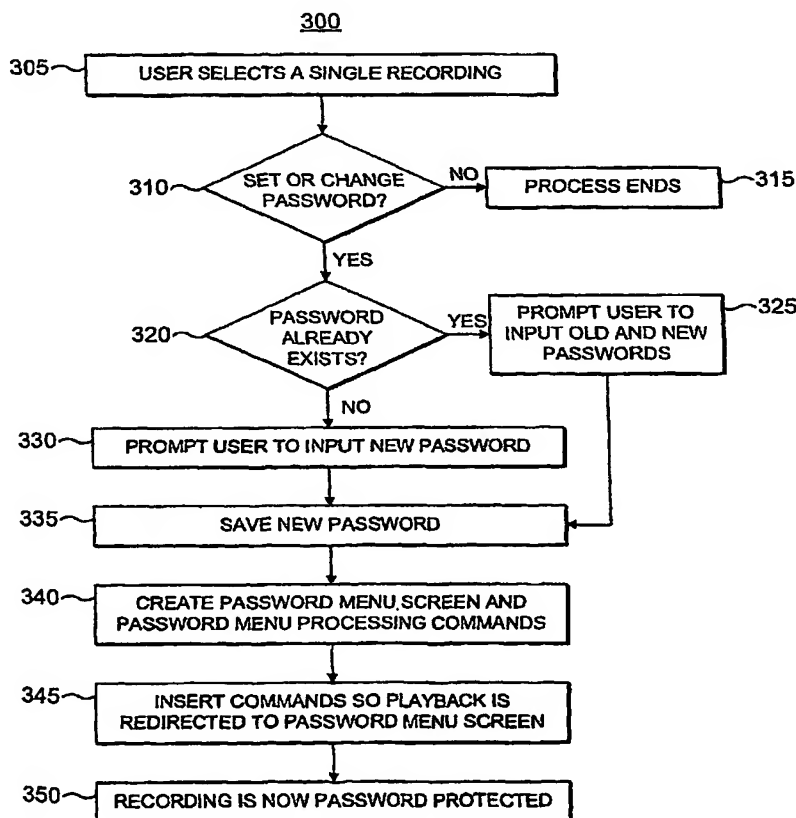 300
305
USER SELECTS A SINGLE RECORDING
310
SET OR CHANGE
PASSWORD?
NO
PROCESS ENDS
315
YES
320
PASSWORD
ALREADY
EXISTS?
YES
PROMPT USER TO
INPUT OLD AND NEW
PASSWORDS
325
NO
330
PROMPT USER TO INPUT NEW PASSWORD
335
SAVE NEW PASSWORD
340
CREATE PASSWORD MENU SCREEN AND
PASSWORD MENU PROCESSING COMMANDS
345
INSERT COMMANDS SO PLAYBACK IS
REDIRECTED TO PASSWORD MENU SCREEN
350
RECORDING IS NOW PASSWORD PROTECTED